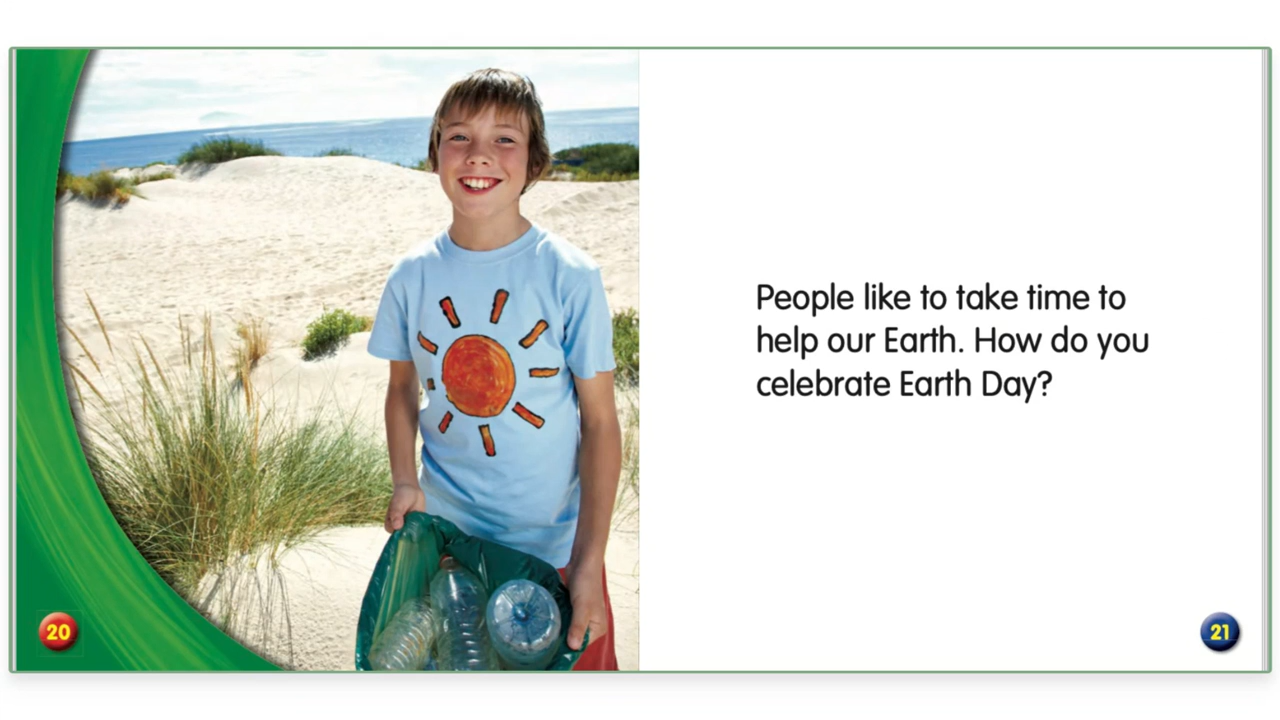 People like to take time to
help our Earth. How do you
celebrate Earth Day?
20
21